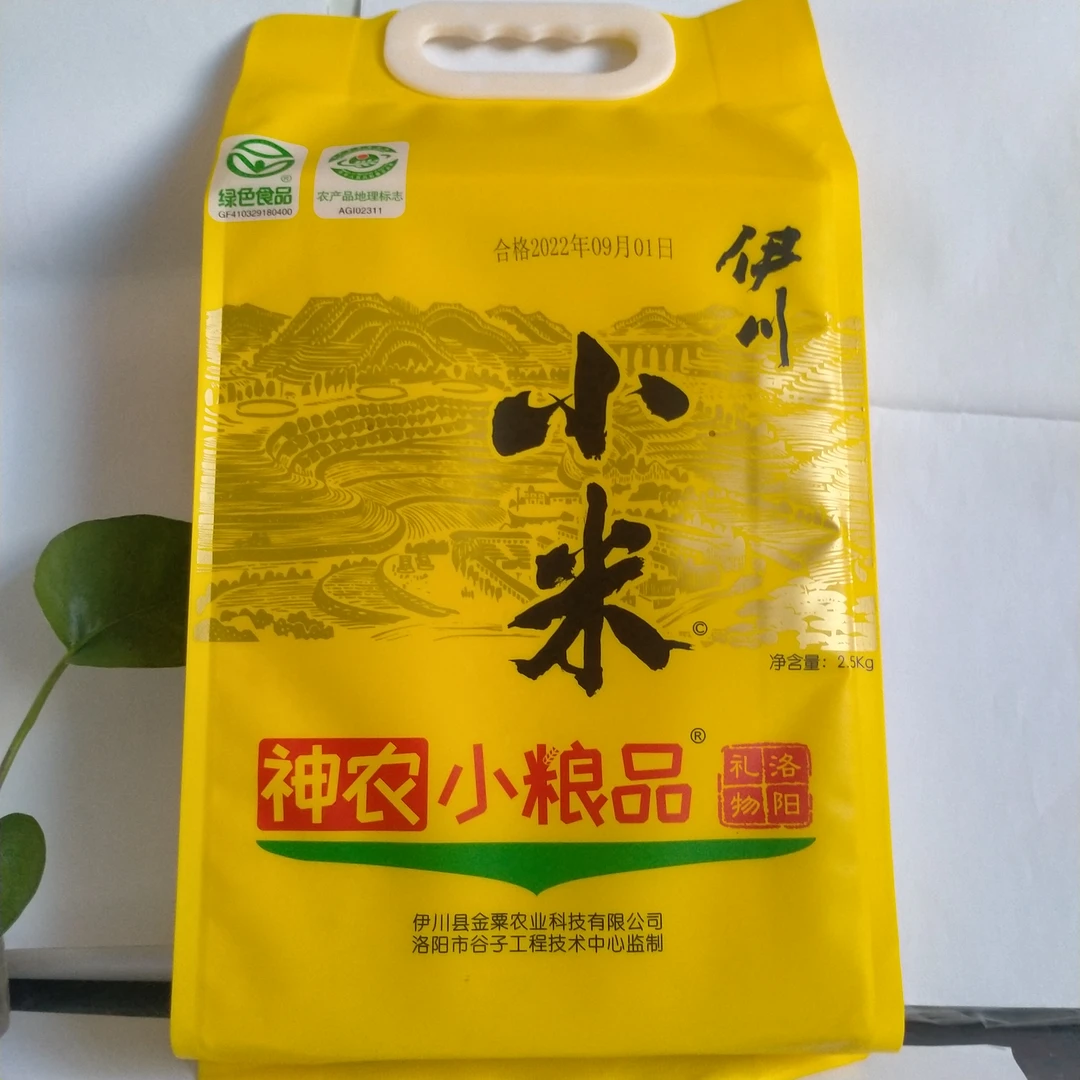 绿色食品®
GF410329180400
农产品地理标志
AGI02311
合格2022年09月01日
伊川
小米©
净含量：2.5Kg
神农小粮品®
洛阳
礼物
伊川县金粟农业科技有限公司
洛阳市谷子工程技术中心监制